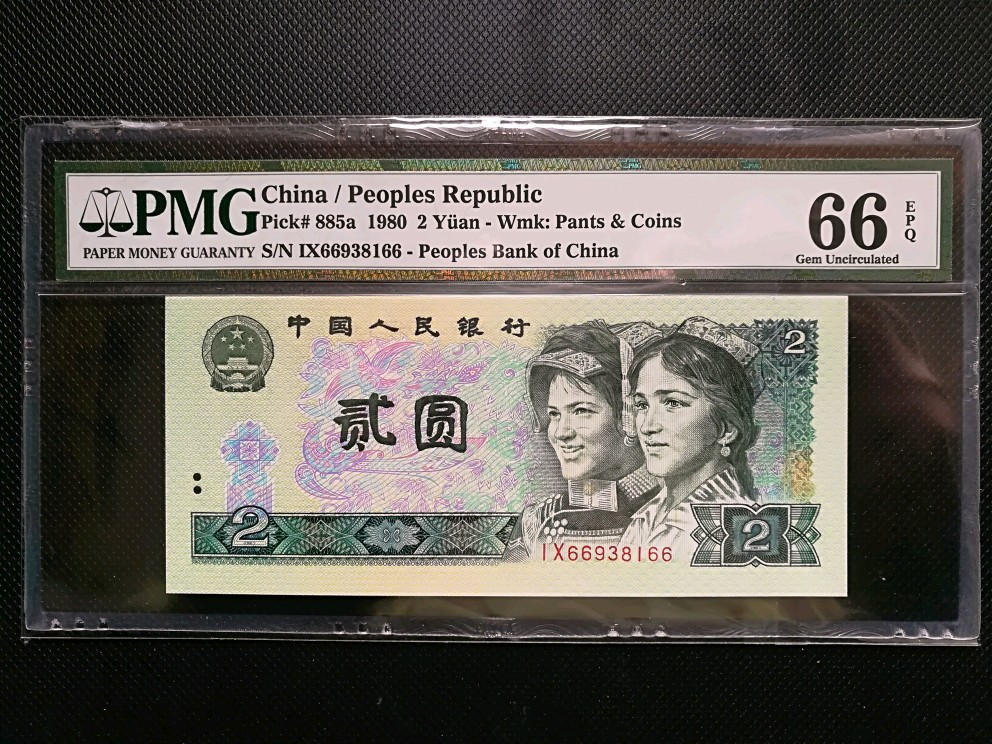 PMG
PAPER MONEY GUARANTY
China / Peoples Republic
Pick# 885a 1980 2 Yüan - Wmk: Pants & Coins
S/N IX66938166 - Peoples Bank of China
66
EPQ
Gem Uncirculated
中国人民银行
2
贰圆
2
IX66938166
2